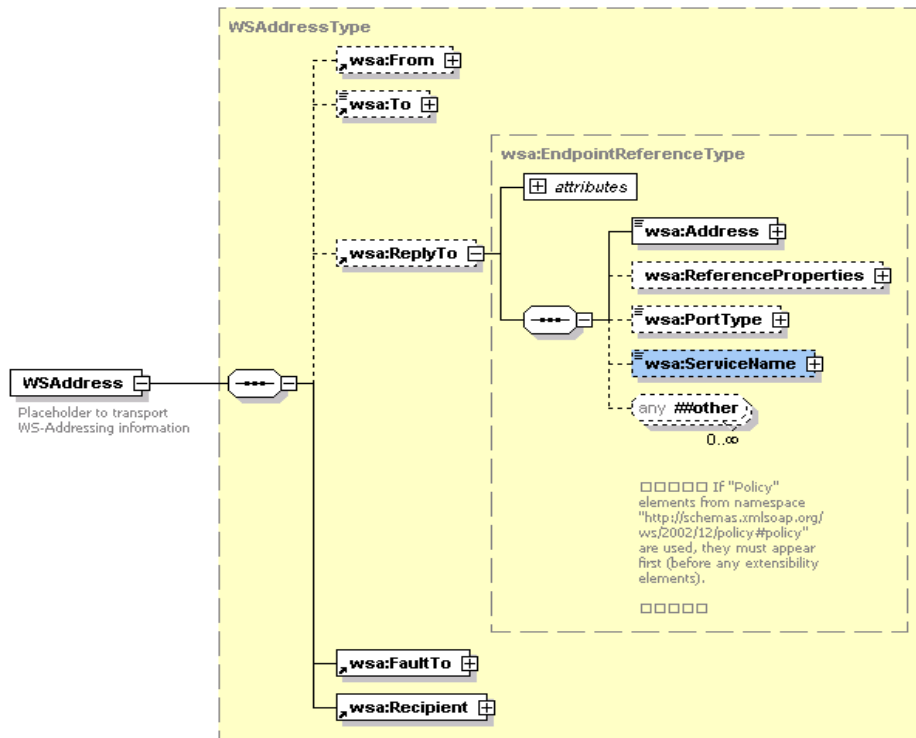 WSAddressType
wsa:From
wsa:To
wsa:EndpointReferenceType
attributes
wsa:Address
wsa:ReplyTo
wsa:ReferenceProperties
wsa:PortType
wsa:ServiceName
WSAddress
Placeholder to transport
WS-Addressing information
any ##other
0..∞
□□□□□ If "Policy"
elements from namespace
"http://schemas.xmlsoap.org/
ws/2002/12/policy#policy"
are used, they must appear
first (before any extensibility
elements).
□□□□□
wsa:FaultTo
wsa:Recipient